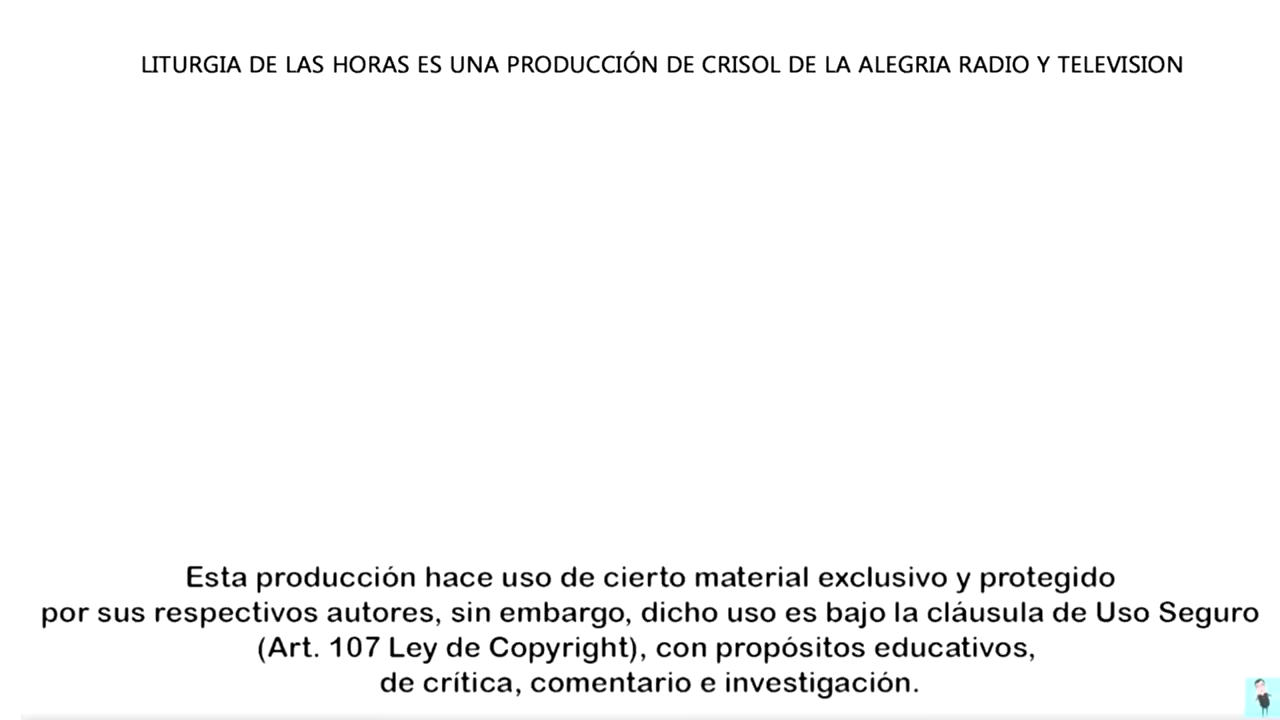 LITURGIA DE LAS HORAS ES UNA PRODUCCIÓN DE CRISOL DE LA ALEGRIA RADIO Y TELEVISION
Esta producción hace uso de cierto material exclusivo y protegido
por sus respectivos autores, sin embargo, dicho uso es bajo la cláusula de Uso Seguro
(Art. 107 Ley de Copyright), con propósitos educativos,
de crítica, comentario e investigación.